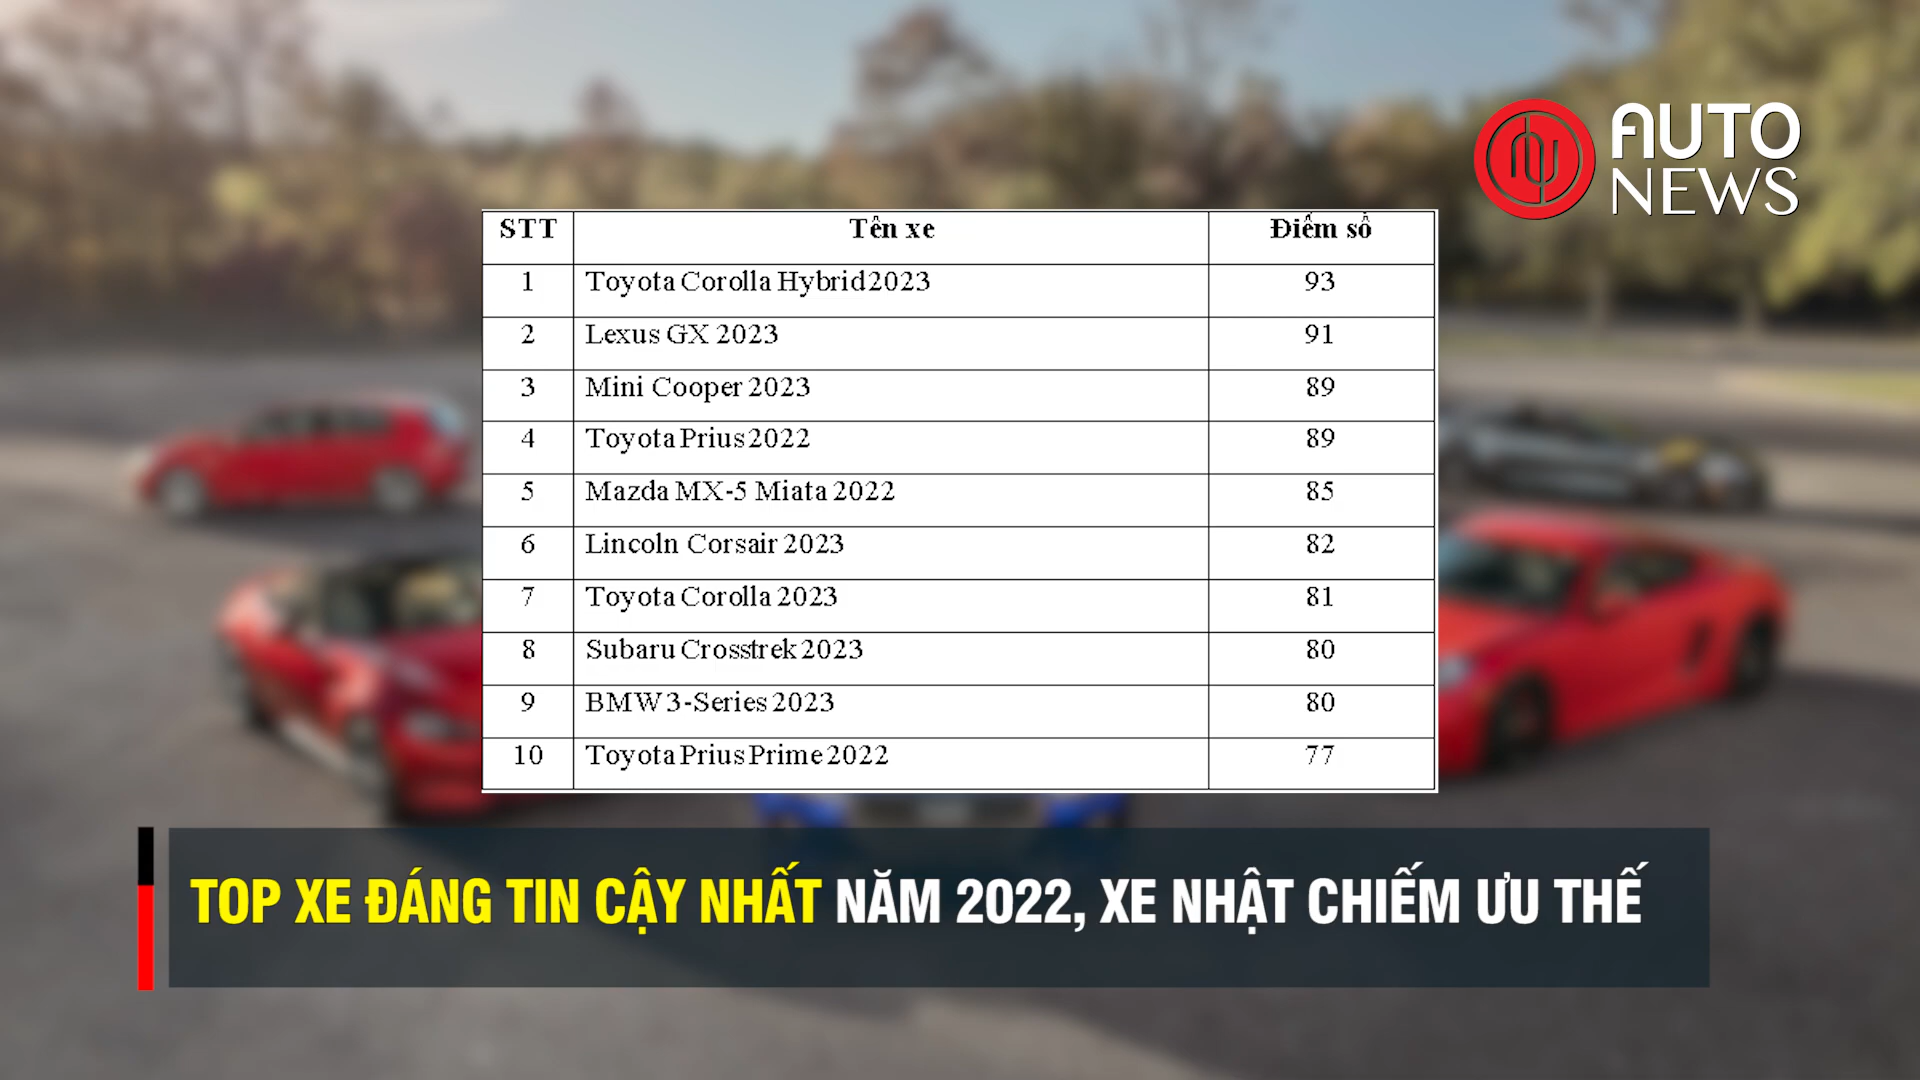 AUTO
NEWS
STT Tên xe Điểm số
1 Toyota Corolla Hybrid 2023 93
2 Lexus GX 2023 91
3 Mini Cooper 2023 89
4 Toyota Prius 2022 89
5 Mazda MX-5 Miata 2022 85
6 Lincoln Corsair 2023 82
7 Toyota Corolla 2023 81
8 Subaru Crosstrek 2023 80
9 BMW 3-Series 2023 80
10 Toyota Prius Prime 2022 77
TOP XE ĐÁNG TIN CẬY NHẤT NĂM 2022, XE NHẬT CHIẾM ƯU THẾ